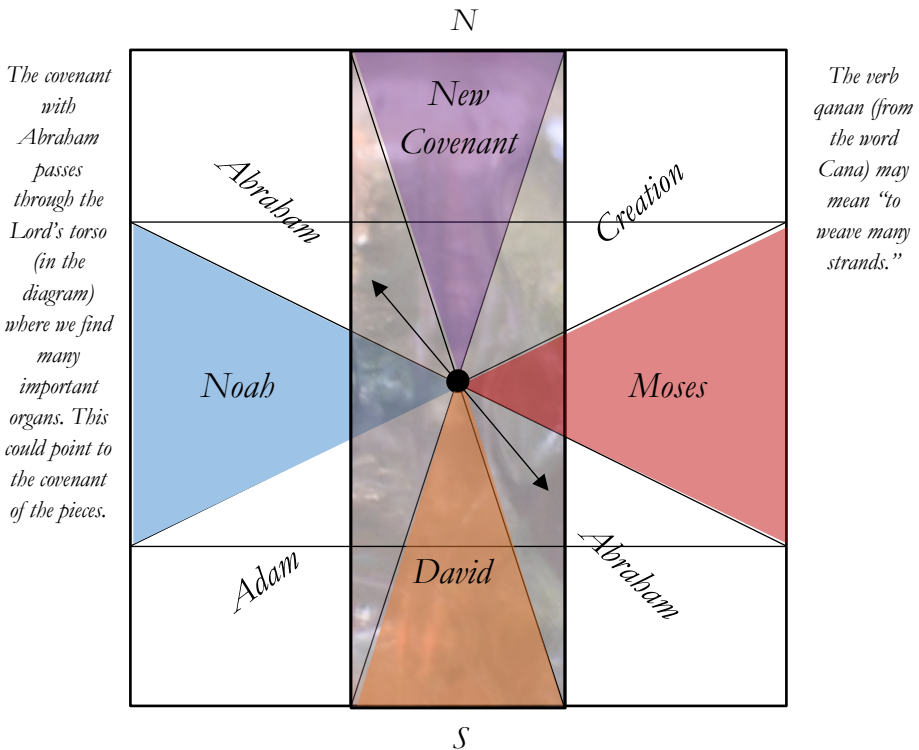 N
The covenant
with
Abraham
passes
through the
Lord's torso
(in the
diagram)
where we find
many
important
organs. This
could point to
the covenant
of the pieces.
New
Covenant
The verb
qanan (from
the word
Cana) may
mean “to
weave many
strands.”
Abraham
Creation
Noah
Moses
Adam
David
Abraham
S